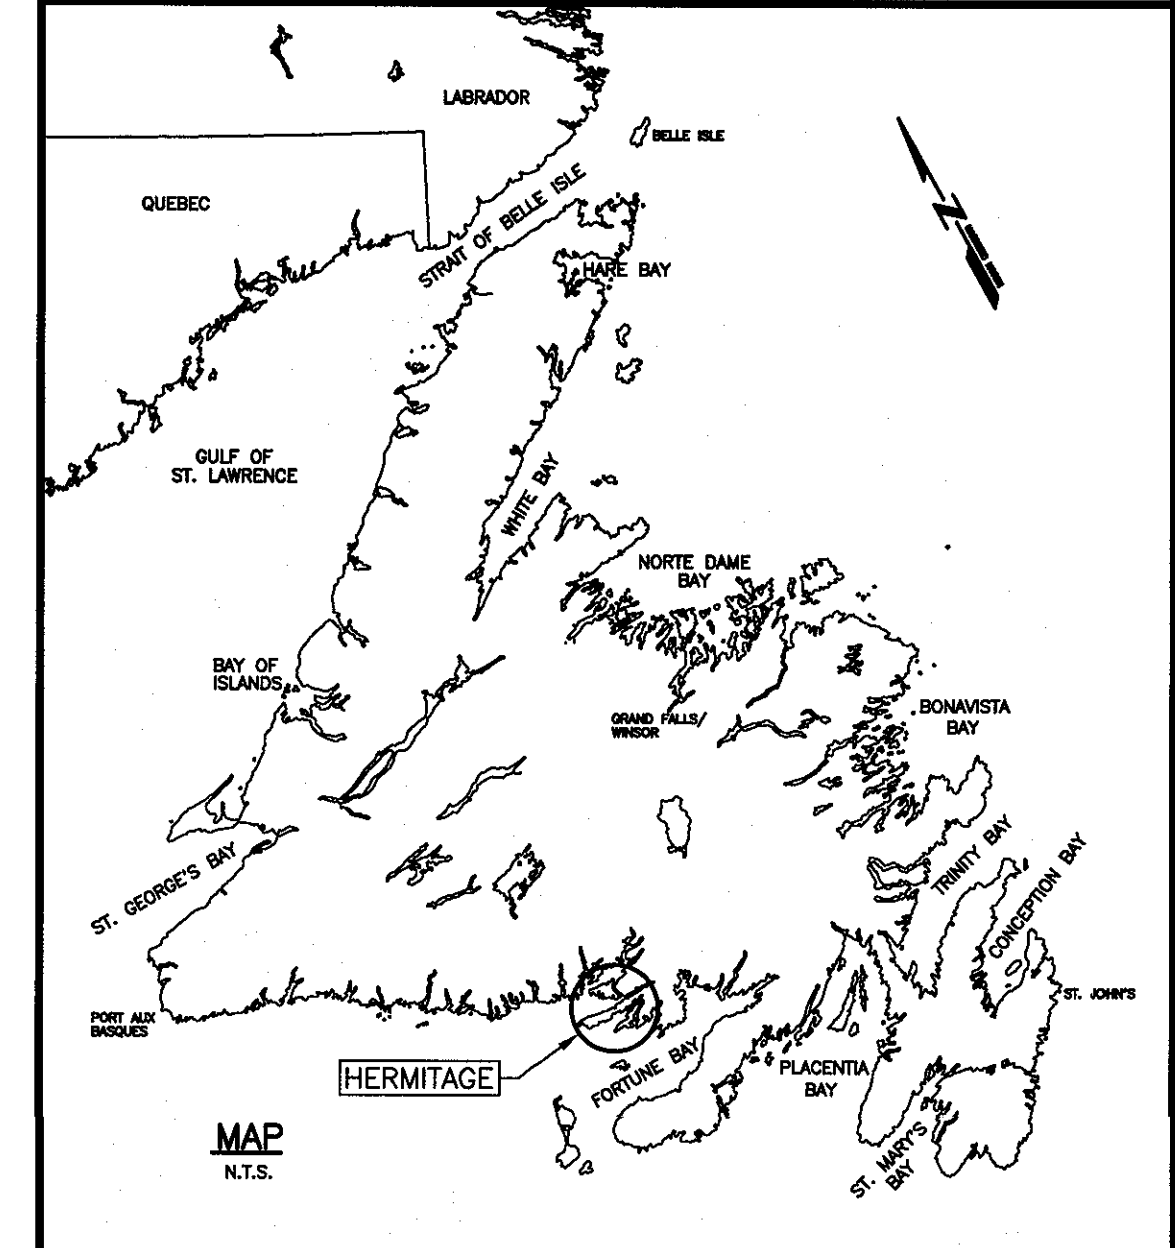 LABRADOR
BELLE ISLE
QUEBEC
STRAIT OF BELLE ISLE
N
HARE BAY
GULF OF
ST. LAWRENCE
WHITE BAY
NORTE DAME
BAY
BAY OF
ISLANDS
GRAND FALLS/
WINSOR
BONAVISTA
BAY
TRINITY BAY
CONCEPTION BAY
ST. GEORGE'S BAY
ST. JOHN'S
PORT AUX
BASQUES
HERMITAGE
FORTUNE BAY
PLACENTIA
BAY
ST. MARY'S
BAY
MAP
N.T.S.